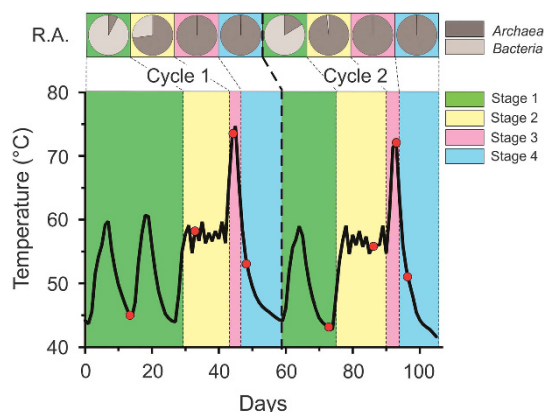 R.A.
Archaea
Bacteria
Cycle 1
Cycle 2
Stage 1
Stage 2
Stage 3
Stage 4
Temperature (°C)
80
70
60
50
40
0
20
40
60
80
100
Days